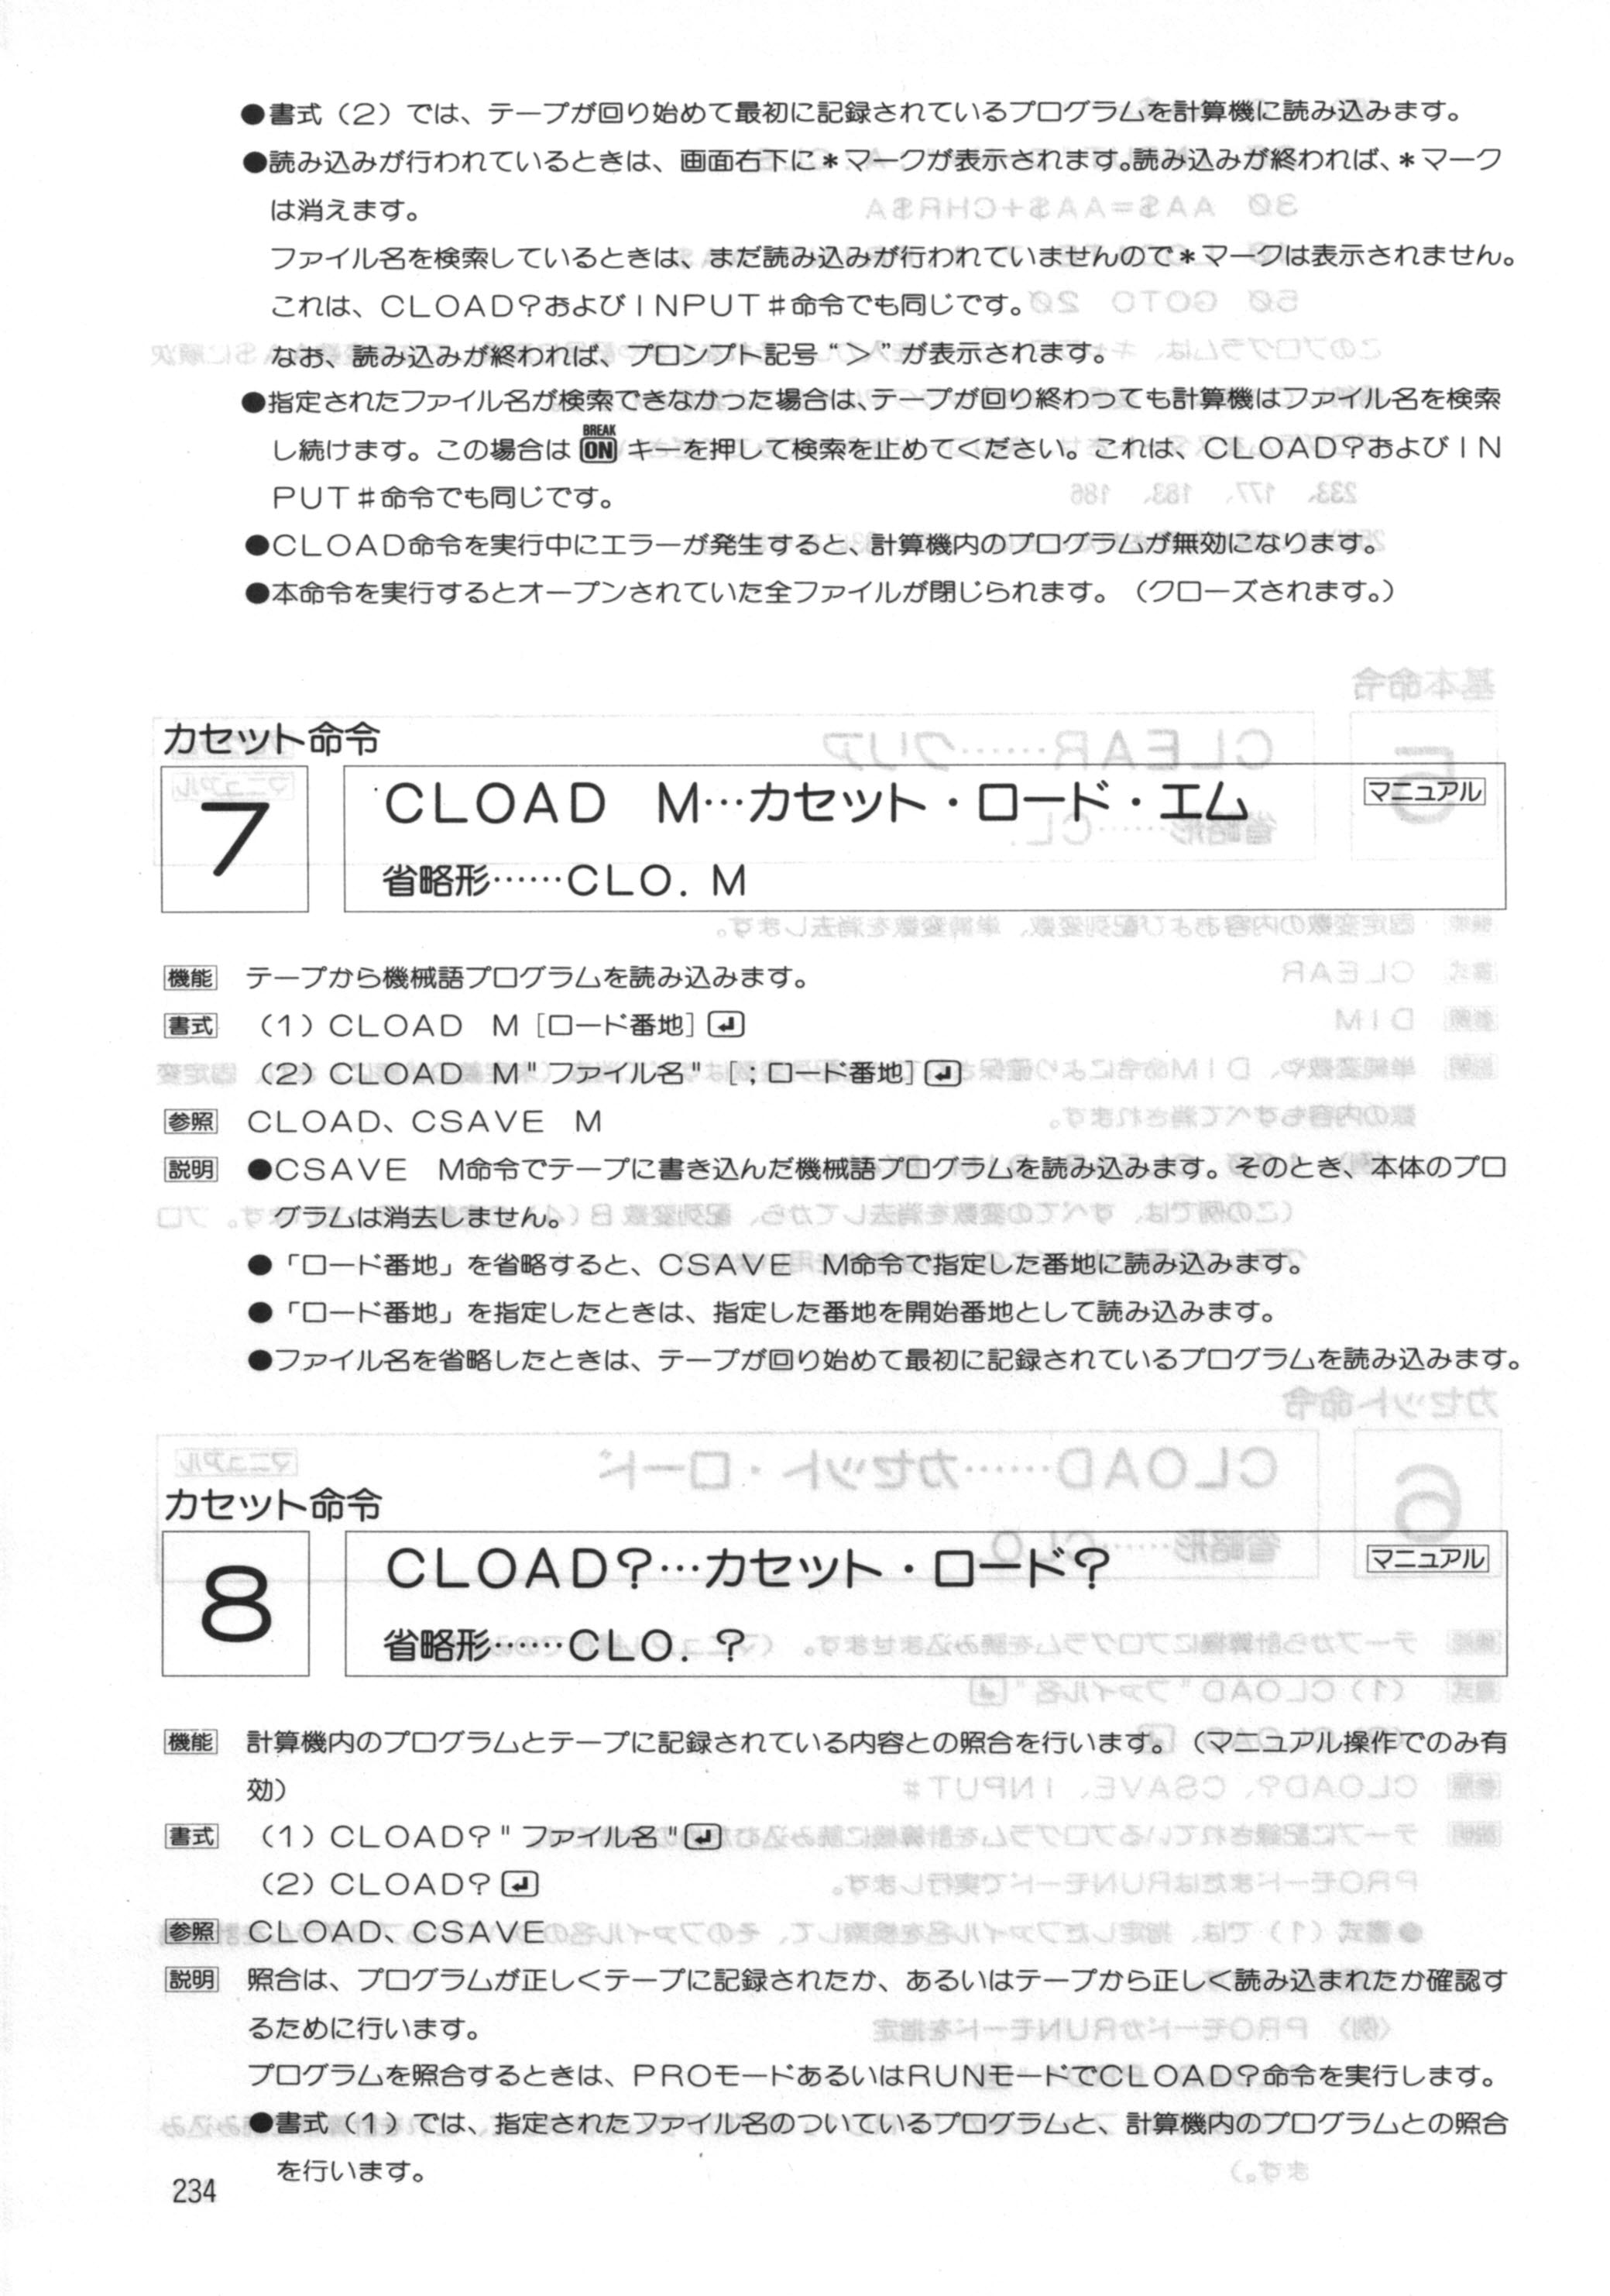 ●書式（２）では、テープが回り始めて最初に記録されているプログラムを計算機に読み込みます。
●読み込みが行われているときは、画面右下に＊マークが表示されます。読み込みが終われば、＊マーク
は消えます。
ファイル名を検索しているときは、まだ読み込みが行われていませんので＊マークは表示されません。
これは、ＣＬＯＡＤ？およびＩＮＰＵＴ＃命令でも同じです。
なお、読み込みが終われば、プロンプト記号“＞”が表示されます。
●指定されたファイル名が検索できなかった場合は、テープが回り終わっても計算機はファイル名を検索
BREAK
し続けます。この場合は ON キーを押して検索を止めてください。これは、ＣＬＯＡＤ？およびＩＮ
ＰＵＴ＃命令でも同じです。
●ＣＬＯＡＤ命令を実行中にエラーが発生すると、計算機内のプログラムが無効になります。
●本命令を実行するとオープンされていた全ファイルが閉じられます。（クローズされます。）
カセット命令
7 ＣＬＯＡＤ　Ｍ…カセット・ロード・エム マニュアル
省略形……ＣＬＯ．Ｍ
機能 テープから機械語プログラムを読み込みます。
書式 （１）ＣＬＯＡＤ　Ｍ［ロード番地］↵
（２）ＣＬＯＡＤ　Ｍ"ファイル名"［；ロード番地］↵
参照 ＣＬＯＡＤ、ＣＳＡＶＥ　Ｍ
説明 ●ＣＳＡＶＥ　Ｍ命令でテープに書き込んだ機械語プログラムを読み込みます。そのとき、本体のプロ
グラムは消去しません。
●「ロード番地」を省略すると、ＣＳＡＶＥ　Ｍ命令で指定した番地に読み込みます。
●「ロード番地」を指定したときは、指定した番地を開始番地として読み込みます。
●ファイル名を省略したときは、テープが回り始めて最初に記録されているプログラムを読み込みます。
カセット命令
8 ＣＬＯＡＤ？…カセット・ロード？ マニュアル
省略形……ＣＬＯ．？
機能 計算機内のプログラムとテープに記録されている内容との照合を行います。（マニュアル操作でのみ有
効）
書式 （１）ＣＬＯＡＤ？"ファイル名"↵
（２）ＣＬＯＡＤ？↵
参照 ＣＬＯＡＤ、ＣＳＡＶＥ
説明 照合は、プログラムが正しくテープに記録されたか、あるいはテープから正しく読み込まれたか確認す
るために行います。
プログラムを照合するときは、ＰＲＯモードあるいはＲＵＮモードでＣＬＯＡＤ？命令を実行します。
●書式（１）では、指定されたファイル名のついているプログラムと、計算機内のプログラムとの照合
を行います。
234